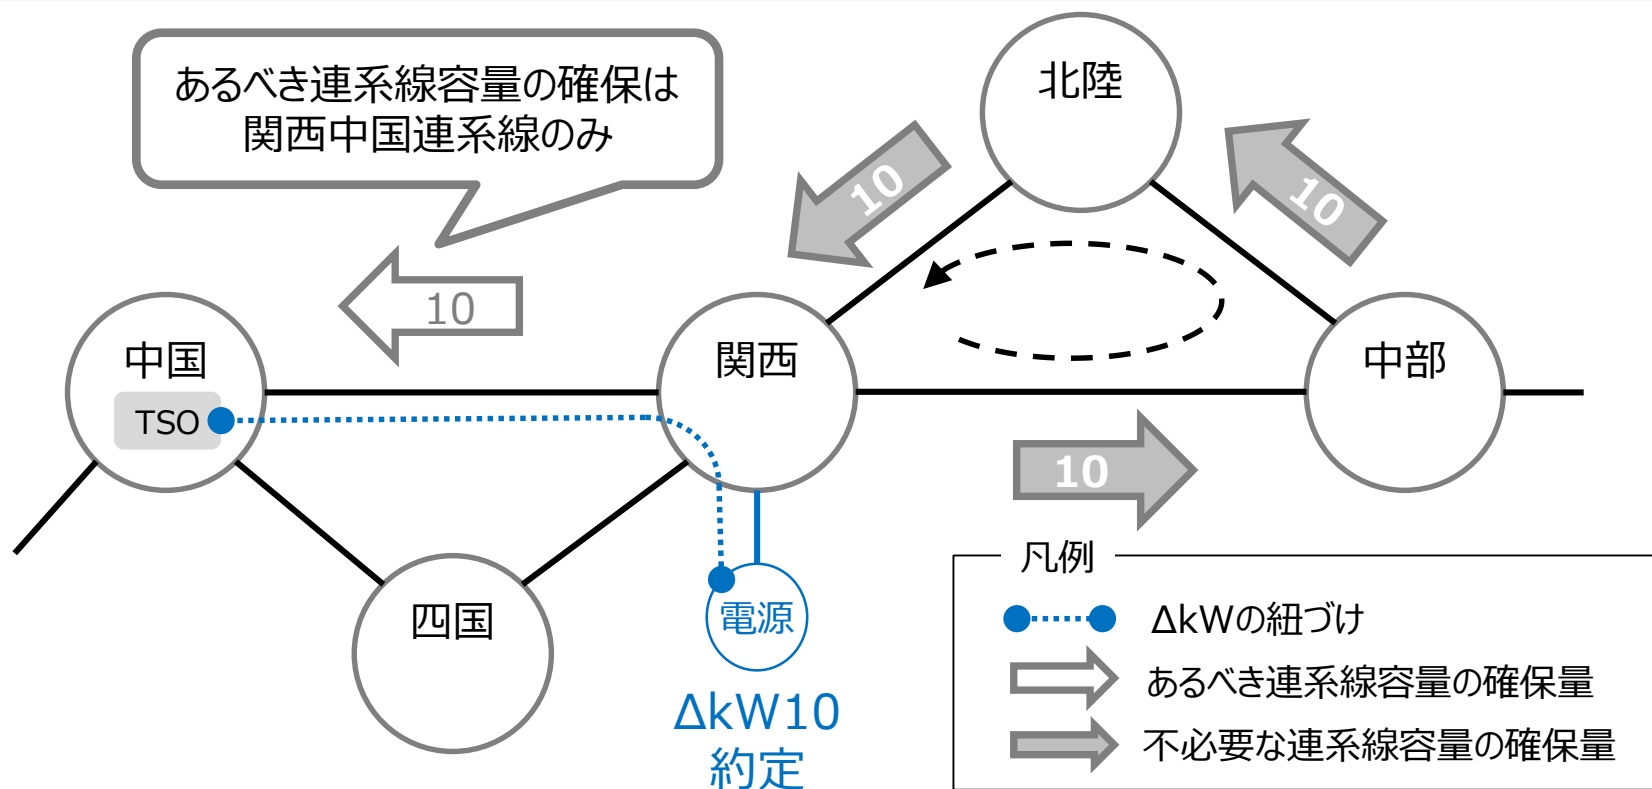 あるべき連系線容量の確保は
関西中国連系線のみ
北陸
10
10
10
中国
TSO
関西
中部
10
四国
電源
ΔkW10
約定
凡例
ΔkWの紐づけ
あるべき連系線容量の確保量
不必要な連系線容量の確保量